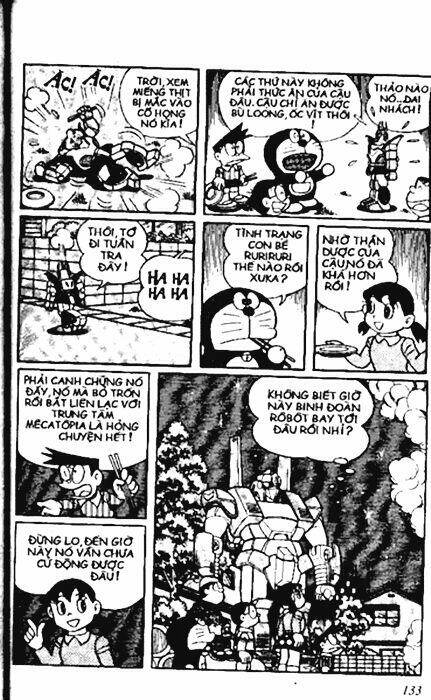 ẶC! ẶC!
TRỜI, XEM
MIẾNG THỊT
BỊ MẮC VÀO
CỔ HỌNG
NÓ KÌA!
CÁC THỨ NÀY KHÔNG
PHẢI THỨC ĂN CỦA CẬU
ĐÂU. CẬU CHỈ ĂN ĐƯỢC
BÙ LOONG, ỐC VÍT THÔI!
THẢO NÀO
NÓ...DAI
NHÁCH!
THÔI, TỚ
ĐI TUẦN
TRA
ĐÂY!
HA HA
HA HA
TÌNH TRẠNG
CON BÉ
RURIRURI
THẾ NÀO RỒI
XUKA?
NHỜ THẦN
DƯỢC CỦA
CẬU, NÓ ĐÃ
KHÁ HƠN
RỒI!
PHẢI CANH CHỪNG NÓ
ĐẤY, NÓ MÀ BỎ TRỐN
RỒI BẮT LIÊN LẠC VỚI
TRUNG TÂM
MÊCATÔPIA LÀ HỎNG
CHUYỆN HẾT!
KHÔNG BIẾT GIỜ
NÀY BINH ĐOÀN
RÔBỐT BAY TỚI
ĐÂU RỒI NHỈ?
ĐỪNG LO, ĐẾN GIỜ
NÀY NÓ VẪN CHƯA
CỬ ĐỘNG ĐƯỢC
ĐÂU!
133